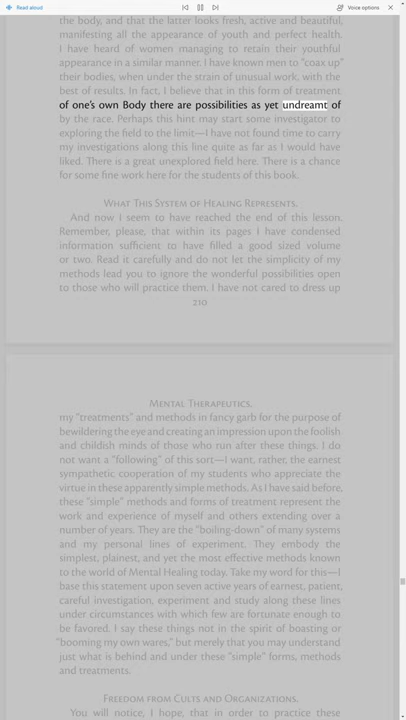 Read aloud
Voice options
the body, and that the latter looks fresh, active and beautiful,
manifesting all the appearance of youth and perfect health.
I have heard of women managing to retain their youthful
appearance in a similar manner. I have known men to “coax up”
their bodies, when under the strain of unusual work, with the
best of results. In fact, I believe that in this form of treatment
of one’s own Body there are possibilities as yet undreamt of
by the race. Perhaps this hint may start some investigator to
exploring the field to the limit—I have not found time to carry
my investigations along this line quite as far as I would have
liked. There is a great unexplored field here. There is a chance
for some fine work here for the students of this book.
What This System of Healing Represents.
And now I seem to have reached the end of this lesson.
Remember, please, that within its pages I have condensed
information sufficient to have filled a good sized volume
or two. Read it carefully and do not let the simplicity of my
methods lead you to ignore the wonderful possibilities open
to those who will practice them. I have not cared to dress up
210
Mental Therapeutics.
my “treatments” and methods in fancy garb for the purpose of
bewildering the eye and creating an impression upon the foolish
and childish minds of those who run after these things. I do
not want a “following” of this sort—I want, rather, the earnest
sympathetic cooperation of my students who appreciate the
virtue in these apparently simple methods. As I have said before,
these “simple” methods and forms of treatment represent the
work and experience of myself and others extending over a
number of years. They are the “boiling-down” of many systems
and my personal lines of experiment. They embody the
simplest, plainest, and yet the most effective methods known
to the world of Mental Healing today. Take my word for this—I
base this statement upon seven active years of earnest, patient,
careful investigation, experiment and study along these lines
under circumstances with which few are fortunate enough to
be favored. I say these things not in the spirit of boasting or
“booming my own wares,” but merely that you may understand
just what is behind and under these “simple” forms, methods
and treatments.
Freedom from Cults and Organizations.
You will notice, I hope, that in order to practice these